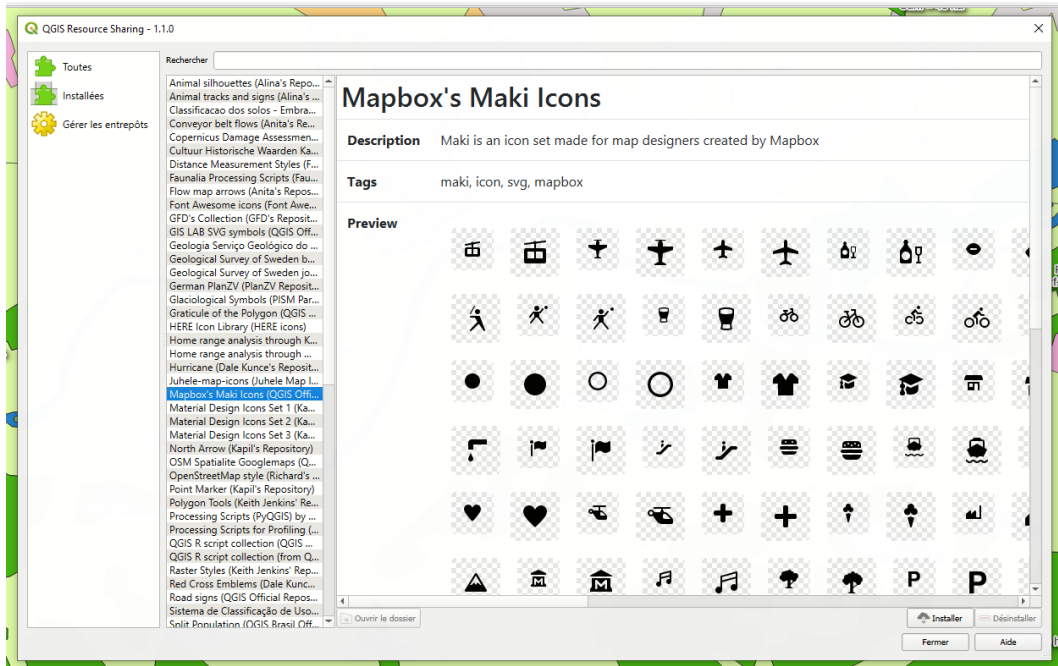 QGIS Resource Sharing - 1.1.0
Toutes
Installées
Gérer les entrepôts
Rechercher
Animal silhouettes (Alina's Repo...
Animal tracks and signs (Alina's ...
Classificacao dos solos - Embra...
Conveyor belt flows (Anita's Re...
Copernicus Damage Assessmen...
Cultuur Historische Waarden Ka...
Distance Measurement Styles (F...
Faunalia Processing Scripts (Fau...
Flow map arrows (Anita's Repos...
Font Awesome icons (Font Awe...
GFD's Collection (GFD's Reposit...
GIS LAB SVG symbols (QGIS Off...
Geologia Serviço Geológico do ...
Geological Survey of Sweden b...
Geological Survey of Sweden jo...
German PlanZV (PlanZV Reposit...
Glaciological Symbols (PISM Par...
Graticule of the Polygon (QGIS ...
HERE Icon Library (HERE icons)
Home range analysis through K...
Home range analysis through ...
Hurricane (Dale Kunce's Reposit...
Juhele-map-icons (Juhele Map I...
Mapbox's Maki Icons (QGIS Offi...
Material Design Icons Set 1 (Ka...
Material Design Icons Set 2 (Ka...
Material Design Icons Set 3 (Ka...
North Arrow (Kapil's Repository)
OSM Spatialite Googlemaps (Q...
OpenStreetMap style (Richard's ...
Point Marker (Kapil's Repository)
Polygon Tools (Keith Jenkins' Re...
Processing Scripts (PyQGIS) by ...
Processing Scripts for Profiling (...
QGIS R script collection (QGIS ...
QGIS R script collection (from Q...
Raster Styles (Keith Jenkins' Rep...
Red Cross Emblems (Dale Kunc...
Road signs (QGIS Official Repos...
Sistema de Classificação de Uso...
Split Population (QGIS Brasil Off...
Mapbox's Maki Icons
Description Maki is an icon set made for map designers created by Mapbox
Tags maki, icon, svg, mapbox
Preview
P P
Ouvrir le dossier
Installer
Désinstaller
Fermer
Aide